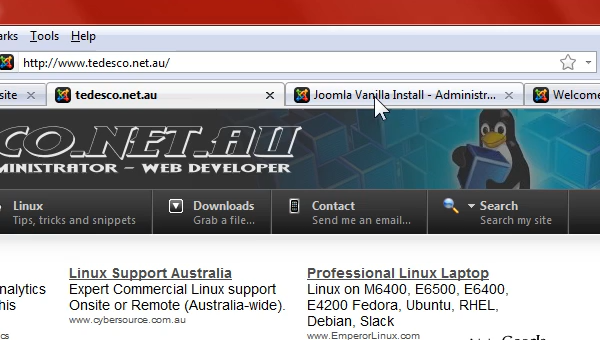 arks Tools Help
http://www.tedesco.net.au/
site tedesco.net.au Joomla Vanilla Install - Administr... Welcome
CO.NET.AU
MINISTRATOR - WEB DEVELOPER
Linux Downloads Contact Search
Tips, tricks and snippets Grab a file... Send me an email... Search my site
Linux Support Australia Professional Linux Laptop
nalytics Expert Commercial Linux support Linux on M6400, E6500, E6400,
his Onsite or Remote (Australia-wide). E4200 Fedora, Ubuntu, RHEL,
www.cybersource.com.au Debian, Slack
cs www.EmperorLinux.com